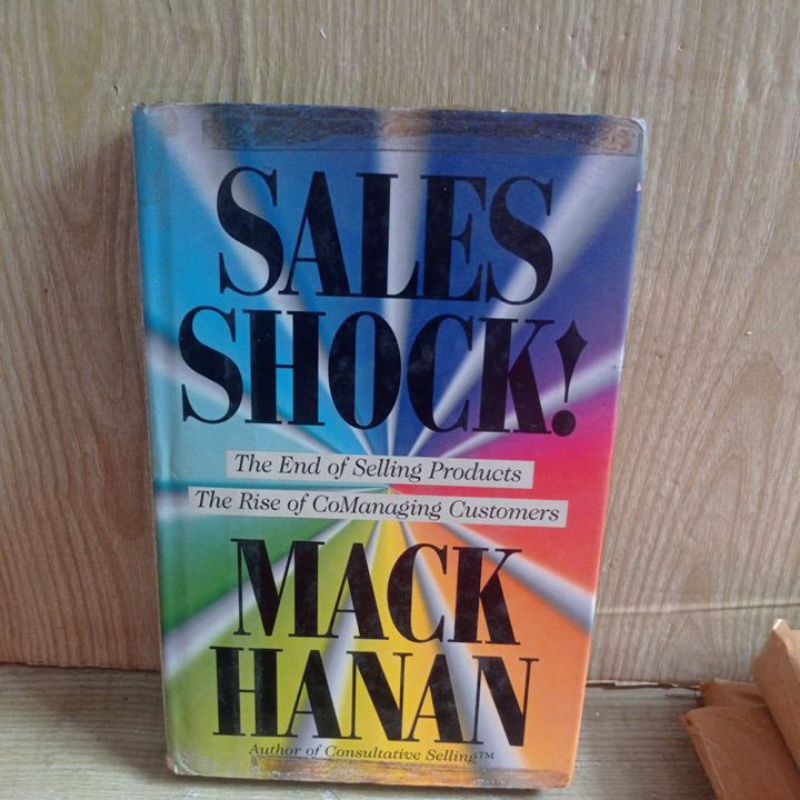 SALES
SHOCK!
The End of Selling Products
The Rise of CoManaging Customers
MACK
HANAN
Author of Consultative Selling™